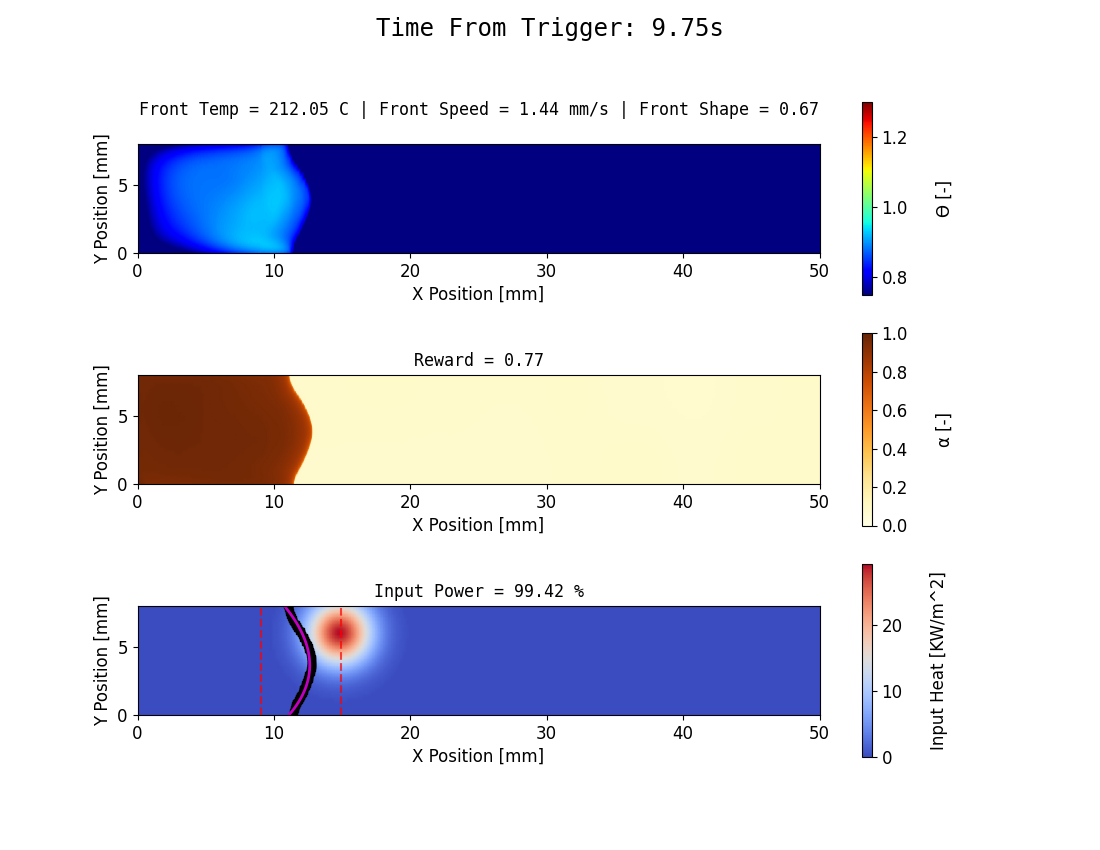 Time From Trigger: 9.75s
Front Temp = 212.05 C | Front Speed = 1.44 mm/s | Front Shape = 0.67
Y Position [mm]
5
0
0 10 20 30 40 50
X Position [mm]
1.2
1.0
0.8
Θ [-]
Reward = 0.77
Y Position [mm]
5
0
0 10 20 30 40 50
X Position [mm]
1.0
0.8
0.6
0.4
0.2
0.0
α [-]
Input Power = 99.42 %
Y Position [mm]
5
0
0 10 20 30 40 50
X Position [mm]
20
10
0
Input Heat [KW/m^2]